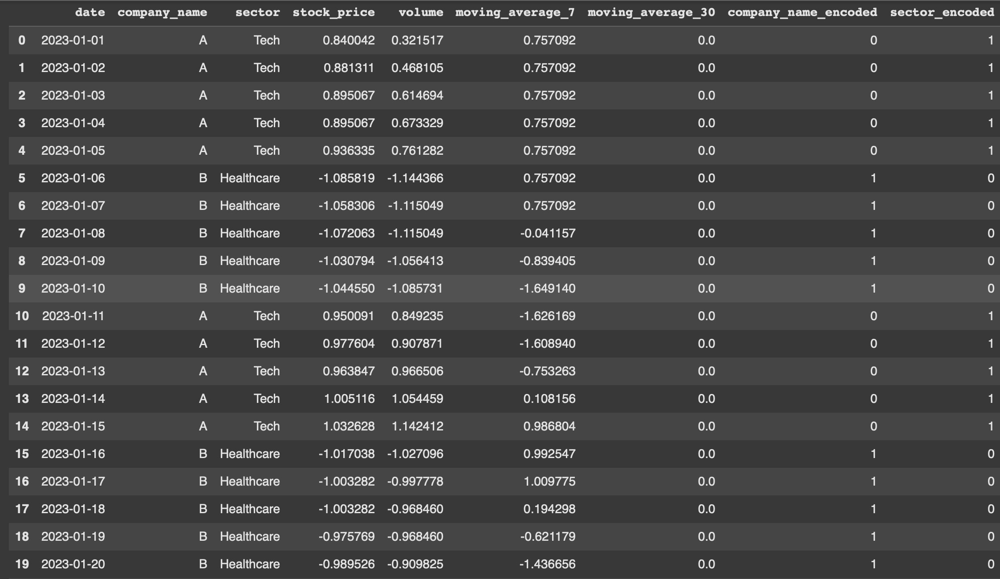 date company_name sector stock_price volume moving_average_7 moving_average_30 company_name_encoded sector_encoded
0 2023-01-01 A Tech 0.840042 0.321517 0.757092 0.0 0 1
1 2023-01-02 A Tech 0.881311 0.468105 0.757092 0.0 0 1
2 2023-01-03 A Tech 0.895067 0.614694 0.757092 0.0 0 1
3 2023-01-04 A Tech 0.895067 0.673329 0.757092 0.0 0 1
4 2023-01-05 A Tech 0.936335 0.761282 0.757092 0.0 0 1
5 2023-01-06 B Healthcare -1.085819 -1.144366 0.757092 0.0 1 0
6 2023-01-07 B Healthcare -1.058306 -1.115049 0.757092 0.0 1 0
7 2023-01-08 B Healthcare -1.072063 -1.115049 -0.041157 0.0 1 0
8 2023-01-09 B Healthcare -1.030794 -1.056413 -0.839405 0.0 1 0
9 2023-01-10 B Healthcare -1.044550 -1.085731 -1.649140 0.0 1 0
10 2023-01-11 A Tech 0.950091 0.849235 -1.626169 0.0 0 1
11 2023-01-12 A Tech 0.977604 0.907871 -1.608940 0.0 0 1
12 2023-01-13 A Tech 0.963847 0.966506 -0.753263 0.0 0 1
13 2023-01-14 A Tech 1.005116 1.054459 0.108156 0.0 0 1
14 2023-01-15 A Tech 1.032628 1.142412 0.986804 0.0 0 1
15 2023-01-16 B Healthcare -1.017038 -1.027096 0.992547 0.0 1 0
16 2023-01-17 B Healthcare -1.003282 -0.997778 1.009775 0.0 1 0
17 2023-01-18 B Healthcare -1.003282 -0.968460 0.194298 0.0 1 0
18 2023-01-19 B Healthcare -0.975769 -0.968460 -0.621179 0.0 1 0
19 2023-01-20 B Healthcare -0.989526 -0.909825 -1.436656 0.0 1 0